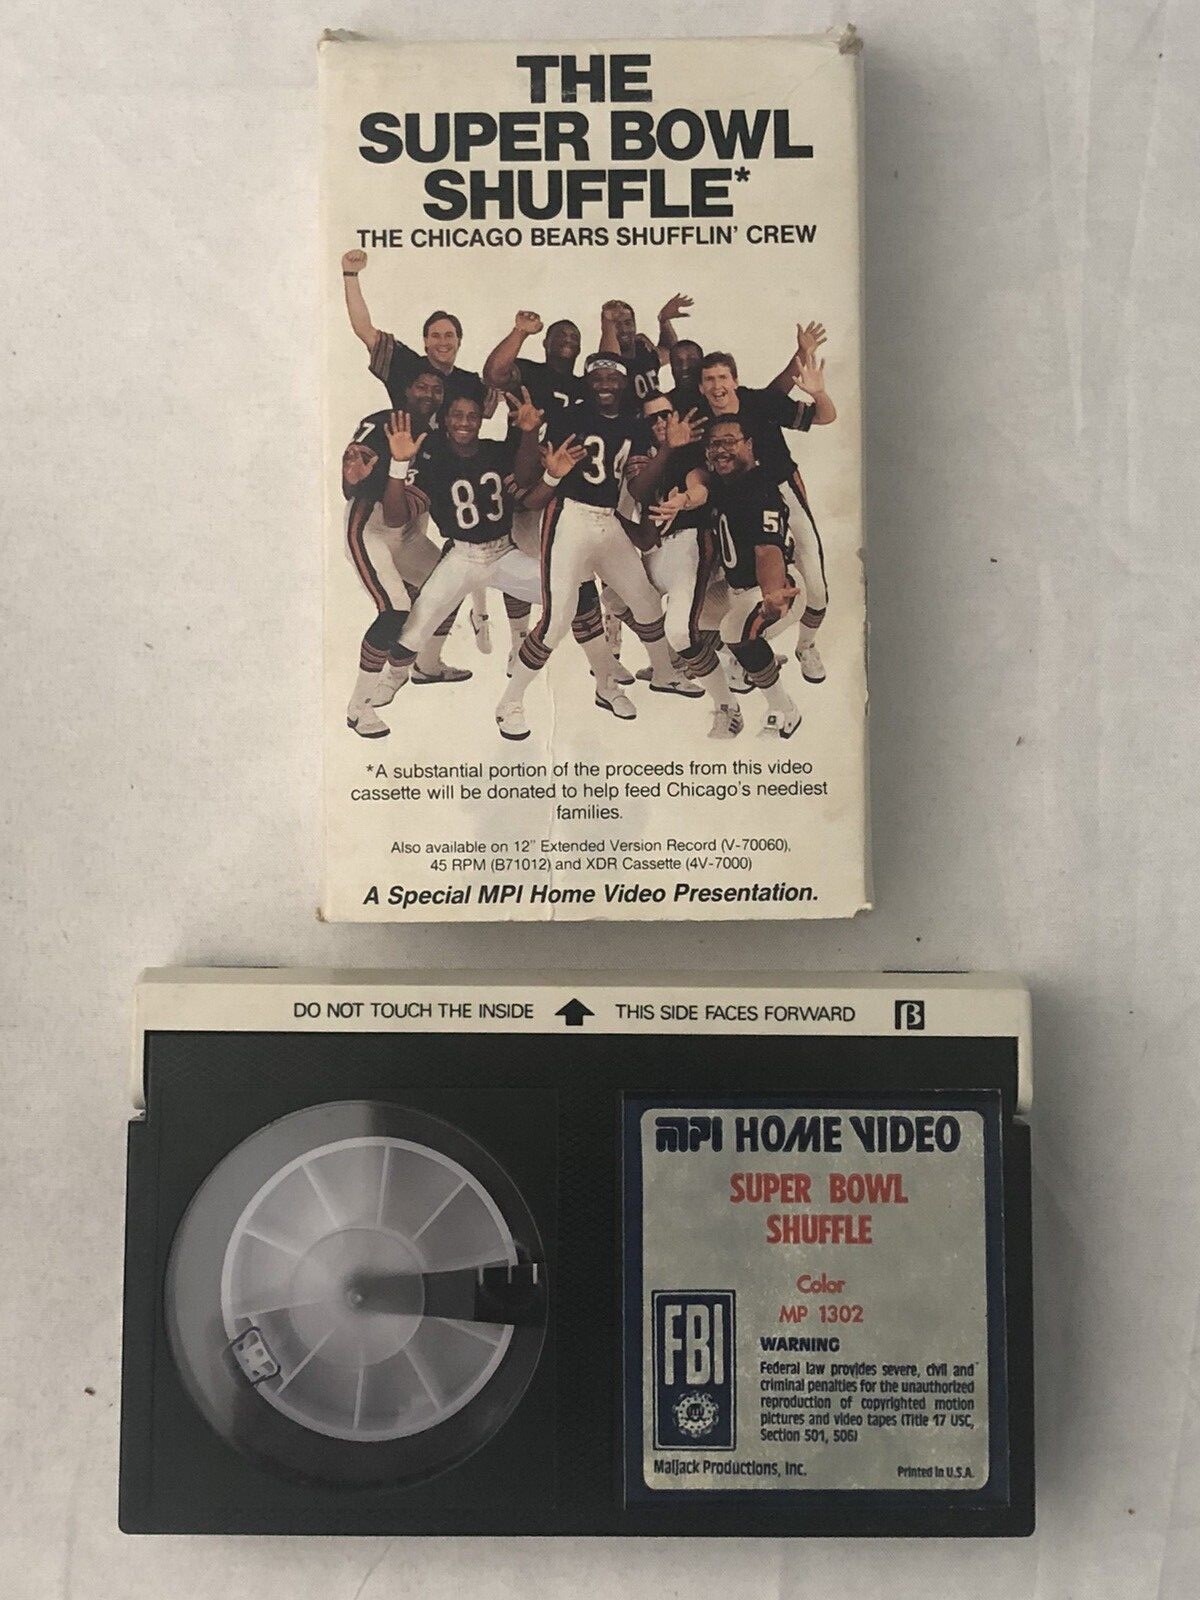 THE
SUPER BOWL
SHUFFLE*
THE CHICAGO BEARS SHUFFLIN' CREW
83
34
50
*A substantial portion of the proceeds from this video
cassette will be donated to help feed Chicago's neediest
families.
Also available on 12" Extended Version Record (V-70060),
45 RPM (B71012) and XDR Cassette (4V-7000)
A Special MPI Home Video Presentation.
DO NOT TOUCH THE INSIDE THIS SIDE FACES FORWARD β
MPI HOME VIDEO
SUPER BOWL
SHUFFLE
Color
MP 1302
FBI
WARNING
Federal law provides severe, civil and
criminal penalties for the unauthorized
reproduction of copyrighted motion
pictures and video tapes (Title 17 USC,
Section 501, 506)
Maljack Productions, Inc. Printed in U.S.A.